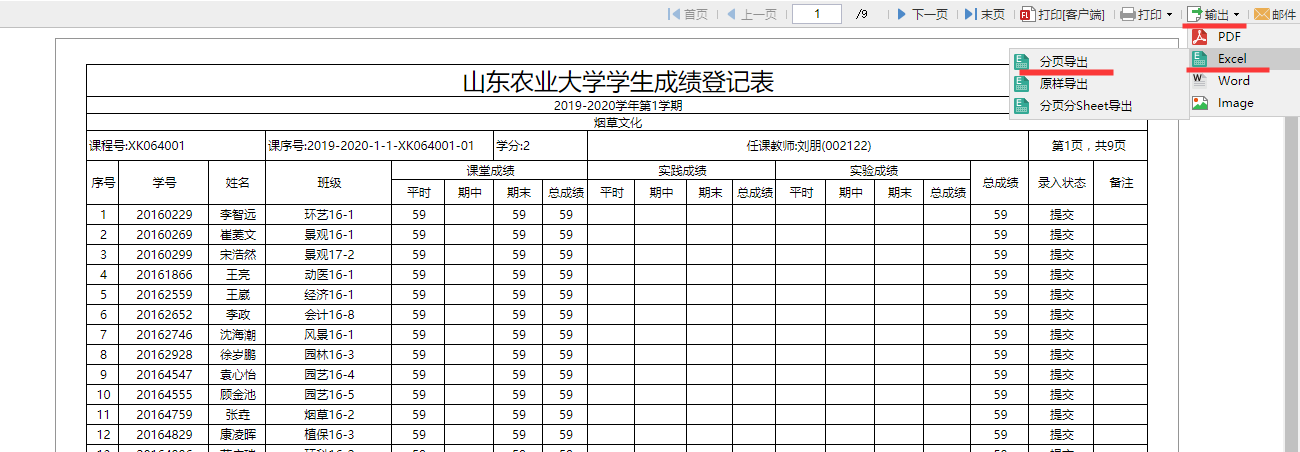 首页 上一页 1 /9 下一页 末页 打印[客户端] 打印 输出 邮件
PDF
Excel
Word
Image
分页导出
原样导出
分页分Sheet导出
山东农业大学学生成绩登记表
2019-2020学年第1学期
烟草文化
课程号:XK064001 课序号:2019-2020-1-1-XK064001-01 学分:2 任课教师:刘朋(002122) 第1页，共9页
序号 学号 姓名 班级 课堂成绩 实践成绩 实验成绩 总成绩 录入状态 备注
平时 期中 期末 总成绩 平时 期中 期末 总成绩 平时 期中 期末 总成绩
1 20160229 李智远 环艺16-1 59 59 59 59 提交
2 20160269 崔菱文 景观16-1 59 59 59 59 提交
3 20160299 宋浩然 景观17-2 59 59 59 59 提交
4 20161866 王亮 动医16-1 59 59 59 59 提交
5 20162559 王崴 经济16-1 59 59 59 59 提交
6 20162652 李政 会计16-8 59 59 59 59 提交
7 20162746 沈海潮 风景16-1 59 59 59 59 提交
8 20162928 徐岁鹏 园林16-3 59 59 59 59 提交
9 20164547 袁心怡 园艺16-4 59 59 59 59 提交
10 20164555 顾金池 园艺16-5 59 59 59 59 提交
11 20164759 张垚 烟草16-2 59 59 59 59 提交
12 20164829 康凌晖 植保16-3 59 59 59 59 提交